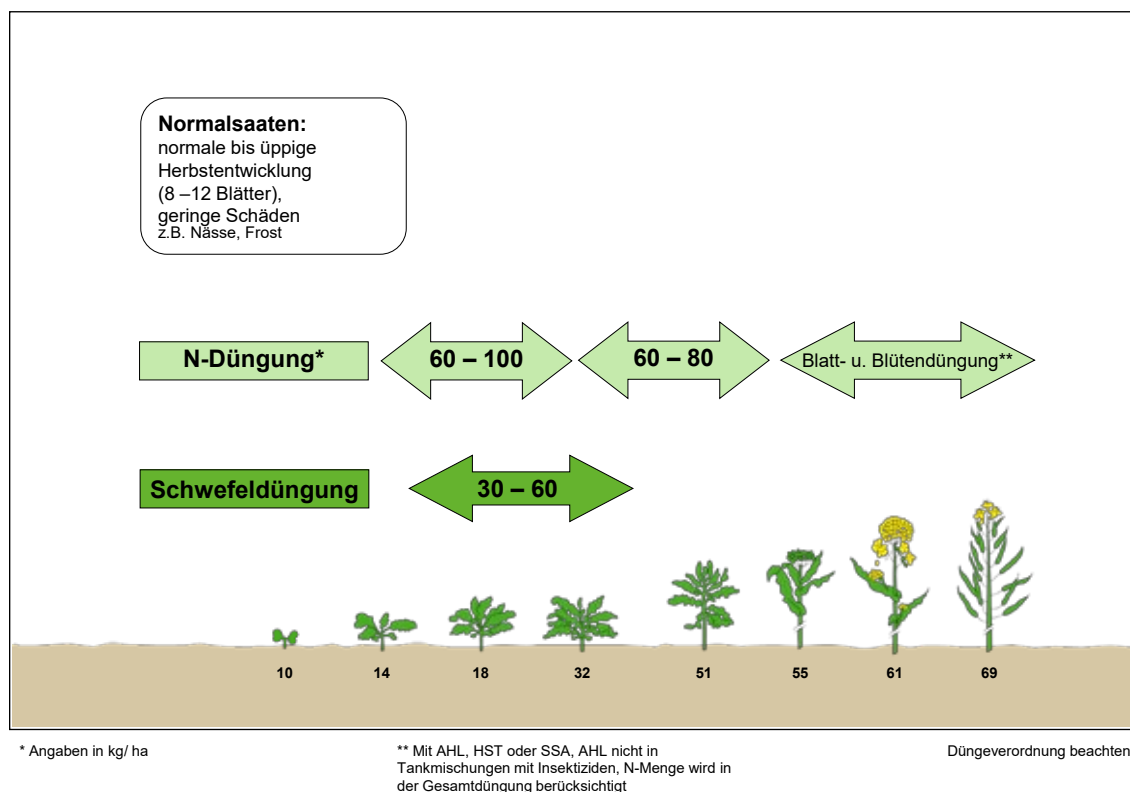 Normalsaaten:
normale bis üppige
Herbstentwicklung
(8 –12 Blätter),
geringe Schäden
z.B. Nässe, Frost
N-Düngung*
60 – 100
60 – 80
Blatt- u. Blütendüngung**
Schwefeldüngung
30 – 60
10 14 18 32 51 55 61 69
* Angaben in kg/ ha
** Mit AHL, HST oder SSA, AHL nicht in
Tankmischungen mit Insektiziden, N-Menge wird in
der Gesamtdüngung berücksichtigt
Düngeverordnung beachten